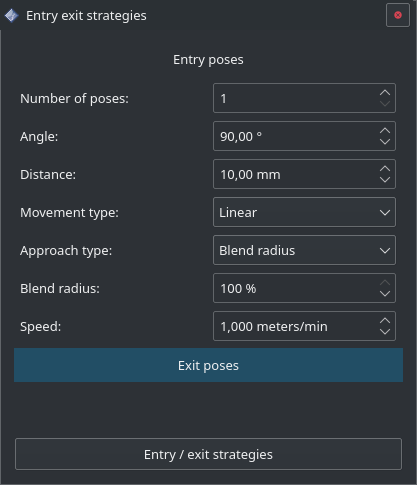 Entry exit strategies
Entry poses
Number of poses: 1
Angle: 90,00 °
Distance: 10,00 mm
Movement type: Linear
Approach type: Blend radius
Blend radius: 100 %
Speed: 1,000 meters/min
Exit poses
Entry / exit strategies